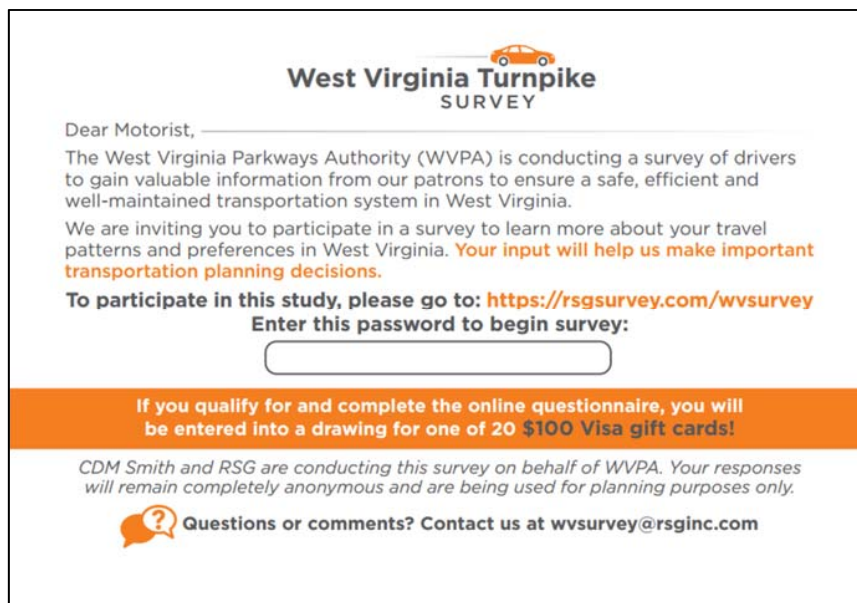 West Virginia Turnpike
SURVEY
Dear Motorist,
The West Virginia Parkways Authority (WVPA) is conducting a survey of drivers
to gain valuable information from our patrons to ensure a safe, efficient and
well-maintained transportation system in West Virginia.
We are inviting you to participate in a survey to learn more about your travel
patterns and preferences in West Virginia. Your input will help us make important
transportation planning decisions.
To participate in this study, please go to: https://rsgsurvey.com/wvsurvey
Enter this password to begin survey:
If you qualify for and complete the online questionnaire, you will
be entered into a drawing for one of 20 $100 Visa gift cards!
CDM Smith and RSG are conducting this survey on behalf of WVPA. Your responses
will remain completely anonymous and are being used for planning purposes only.
? Questions or comments? Contact us at wvsurvey@rsginc.com